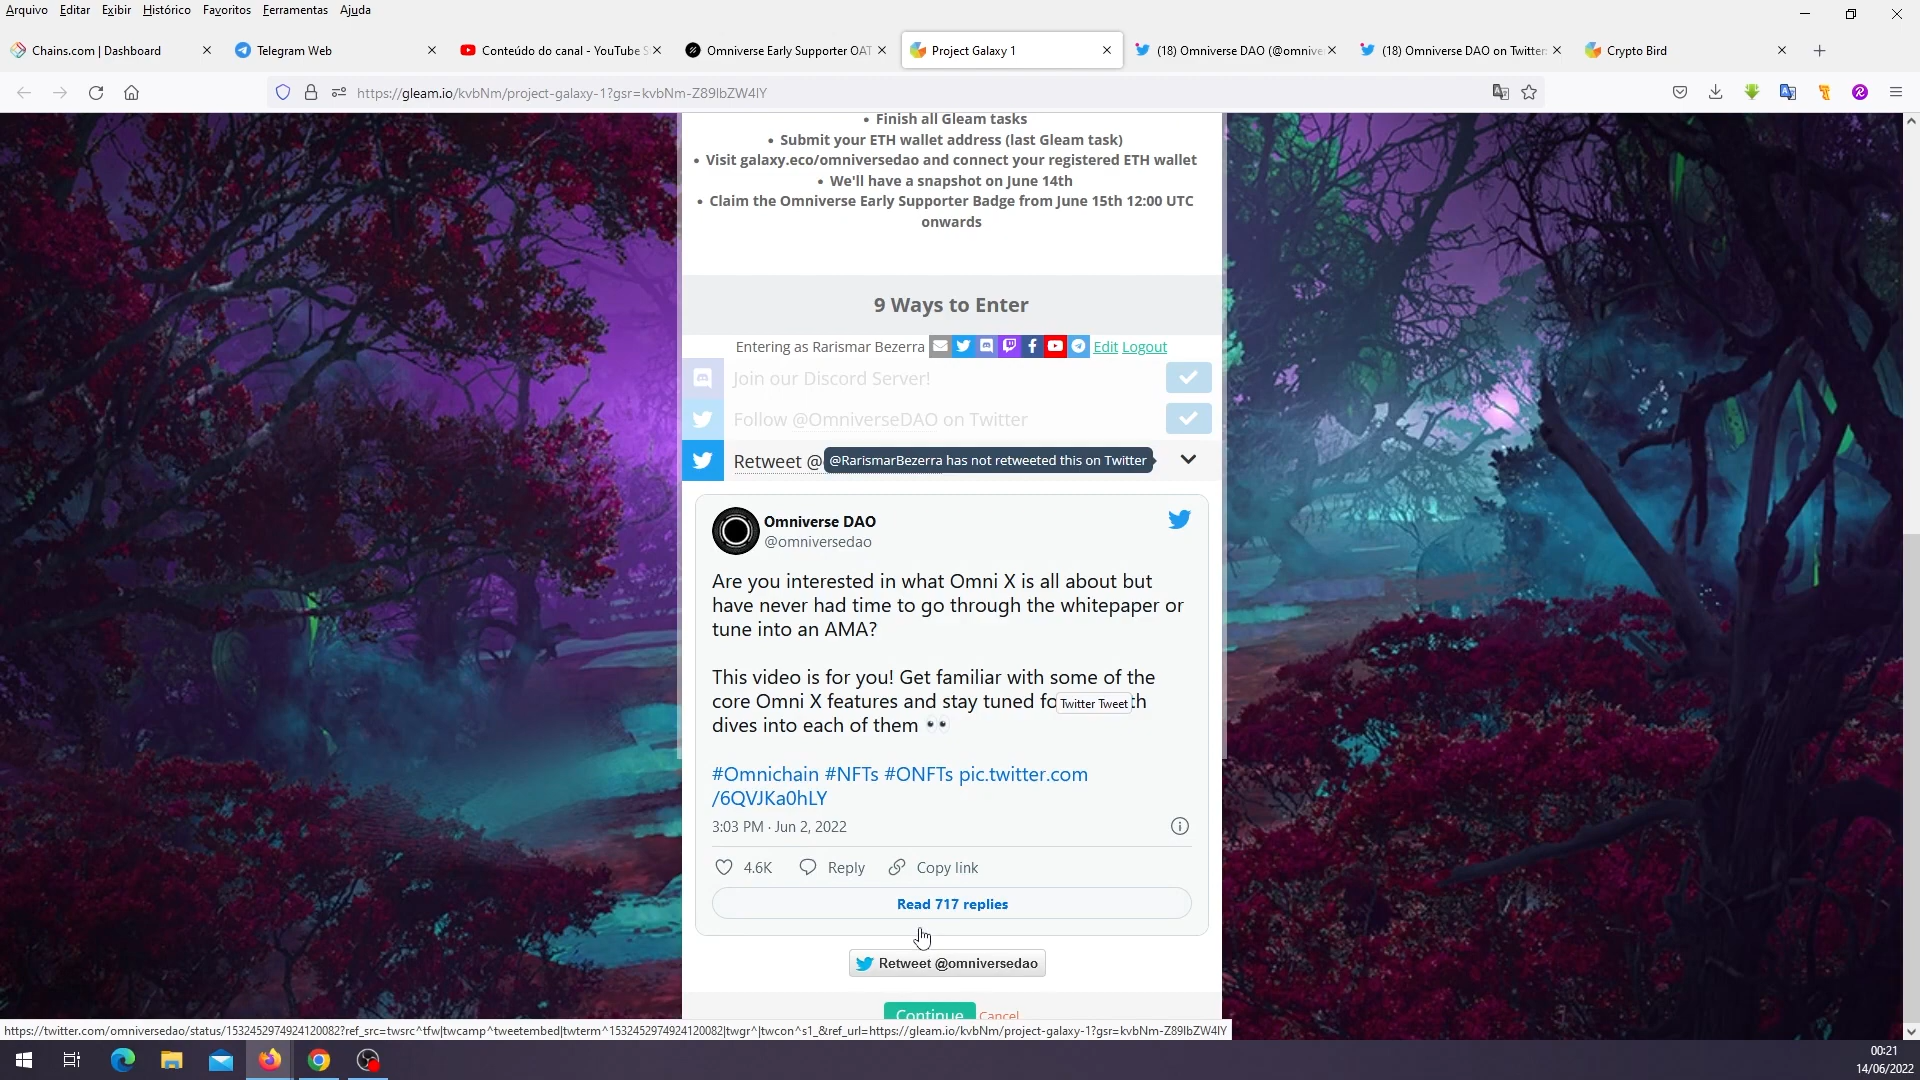 Arquivo Editar Exibir Histórico Favoritos Ferramentas Ajuda
Chains.com | Dashboard
Telegram Web
Conteúdo do canal - YouTube S
Omniverse Early Supporter OAT
Project Galaxy 1
(18) Omniverse DAO (@omnive
(18) Omniverse DAO on Twitter:
Crypto Bird
https://gleam.io/kvbNm/project-galaxy-1?gsr=kvbNm-Z89IbZW4IY
• Finish all Gleam tasks
• Submit your ETH wallet address (last Gleam task)
• Visit galaxy.eco/omniversedao and connect your registered ETH wallet
• We'll have a snapshot on June 14th
• Claim the Omniverse Early Supporter Badge from June 15th 12:00 UTC
onwards
9 Ways to Enter
Entering as Rarismar Bezerra Edit Logout
Join our Discord Server!
Follow @OmniverseDAO on Twitter
Retweet @
@RarismarBezerra has not retweeted this on Twitter
Omniverse DAO
@omniversedao
Are you interested in what Omni X is all about but
have never had time to go through the whitepaper or
tune into an AMA?
This video is for you! Get familiar with some of the
core Omni X features and stay tuned fo Twitter Tweet th
dives into each of them 👀
#Omnichain #NFTs #ONFTs pic.twitter.com
/6QVJKa0hLY
3:03 PM · Jun 2, 2022
4.6K Reply Copy link
Read 717 replies
Retweet @omniversedao
Continue Cancel
https://twitter.com/omniversedao/status/1532452974924120082?ref_src=twsrc^tfw|twcamp^tweetembed|twterm^1532452974924120082|twgr^|twcon^s1_&ref_url=https://gleam.io/kvbNm/project-galaxy-1?gsr=kvbNm-Z89IbZW4IY
00:21
14/06/2022